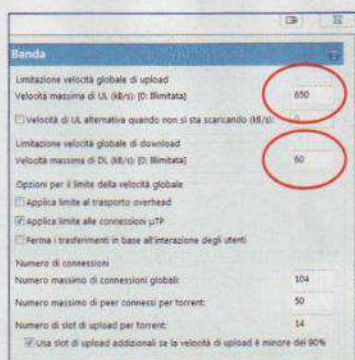 Banda
Limitazione velocità globale di upload
Velocità massima di UL (kB/s): [0: Illimitata] 650
Velocità di UL alternativa quando non si sta scaricando (kB/s): 0
Limitazione velocità globale di download
Velocità massima di DL (kB/s): [0: Illimitata] 60
Opzioni per il limite della velocità globale
Applica limite al trasporto overhead
Applica limite alle connessioni µTP
Ferma i trasferimenti in base all'interazione degli utenti
Numero di connessioni
Numero massimo di connessioni globali: 104
Numero massimo di peer connessi per torrent: 50
Numero di slot di upload per torrent: 14
Usa slot di upload addizionali se la velocità di upload è minore del 90%